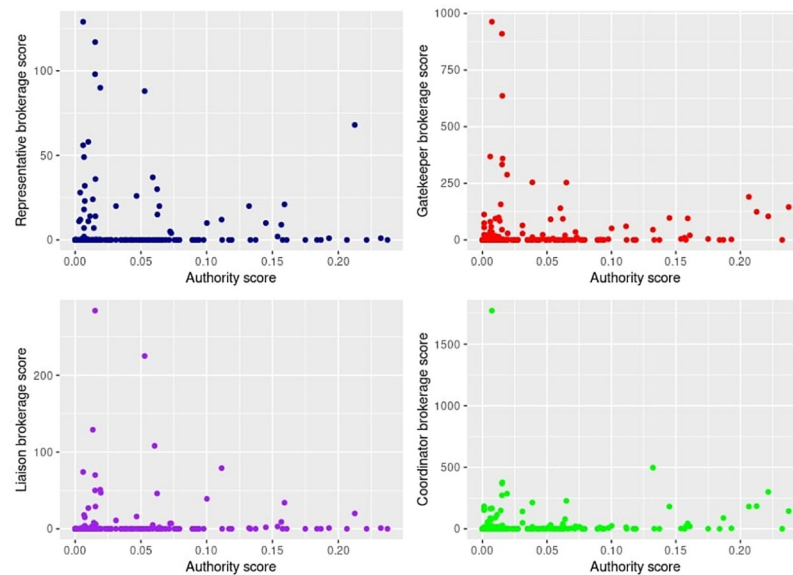 Representative brokerage score
100
50
0
0.00 0.05 0.10 0.15 0.20
Authority score
Gatekeeper brokerage score
1000
750
500
250
0
0.00 0.05 0.10 0.15 0.20
Authority score
Liaison brokerage score
200
100
0
0.00 0.05 0.10 0.15 0.20
Authority score
Coordinator brokerage score
1500
1000
500
0
0.00 0.05 0.10 0.15 0.20
Authority score